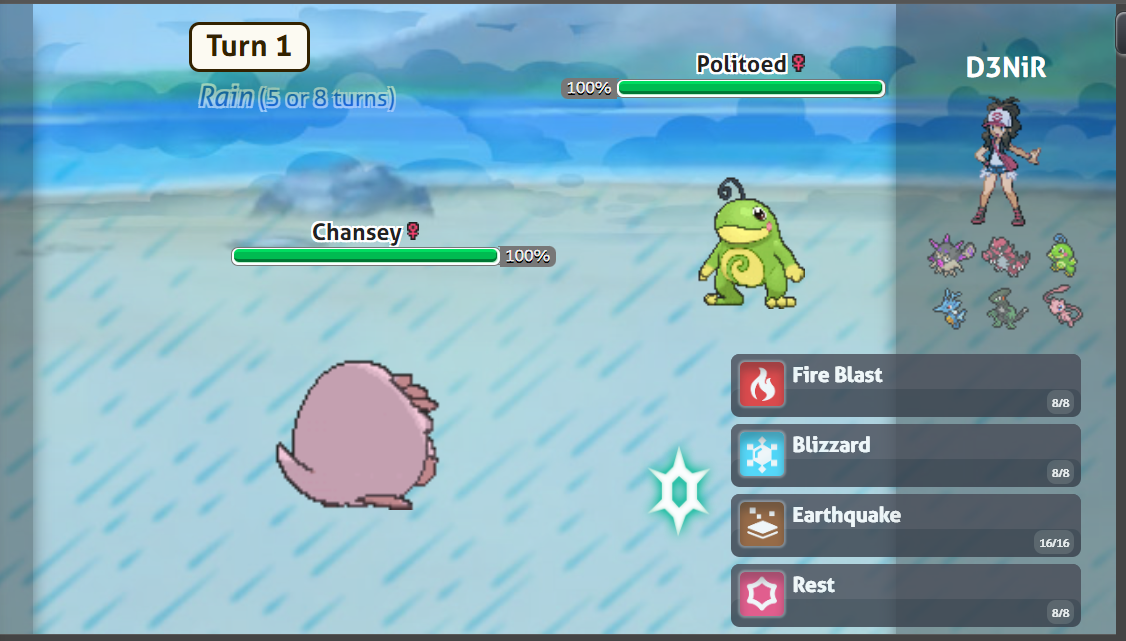 Turn 1
Rain (5 or 8 turns)
Politoed
100%
D3NiR
Chansey
100%
Fire Blast
8/8
Blizzard
8/8
Earthquake
16/16
Rest
8/8